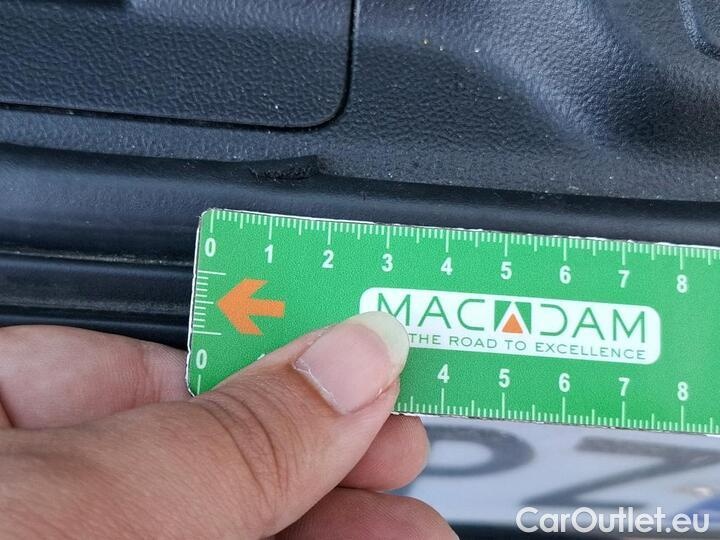 0 1 2 3 4 5 6 7 8
MACADAM
THE ROAD TO EXCELLENCE
0 4 5 6 7 8
CarOutlet.eu